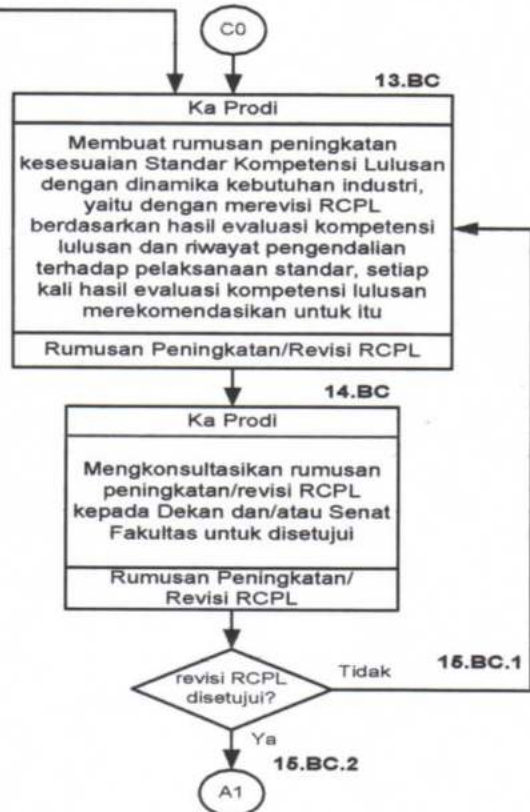 C0
13.BC
Ka Prodi
Membuat rumusan peningkatan
kesesuaian Standar Kompetensi Lulusan
dengan dinamika kebutuhan industri,
yaitu dengan merevisi RCPL
berdasarkan hasil evaluasi kompetensi
lulusan dan riwayat pengendalian
terhadap pelaksanaan standar, setiap
kali hasil evaluasi kompetensi lulusan
merekomendasikan untuk itu
Rumusan Peningkatan/Revisi RCPL
14.BC
Ka Prodi
Mengkonsultasikan rumusan
peningkatan/revisi RCPL
kepada Dekan dan/atau Senat
Fakultas untuk disetujui
Rumusan Peningkatan/
Revisi RCPL
revisi RCPL
disetujui?
Tidak
15.BC.1
Ya
15.BC.2
A1